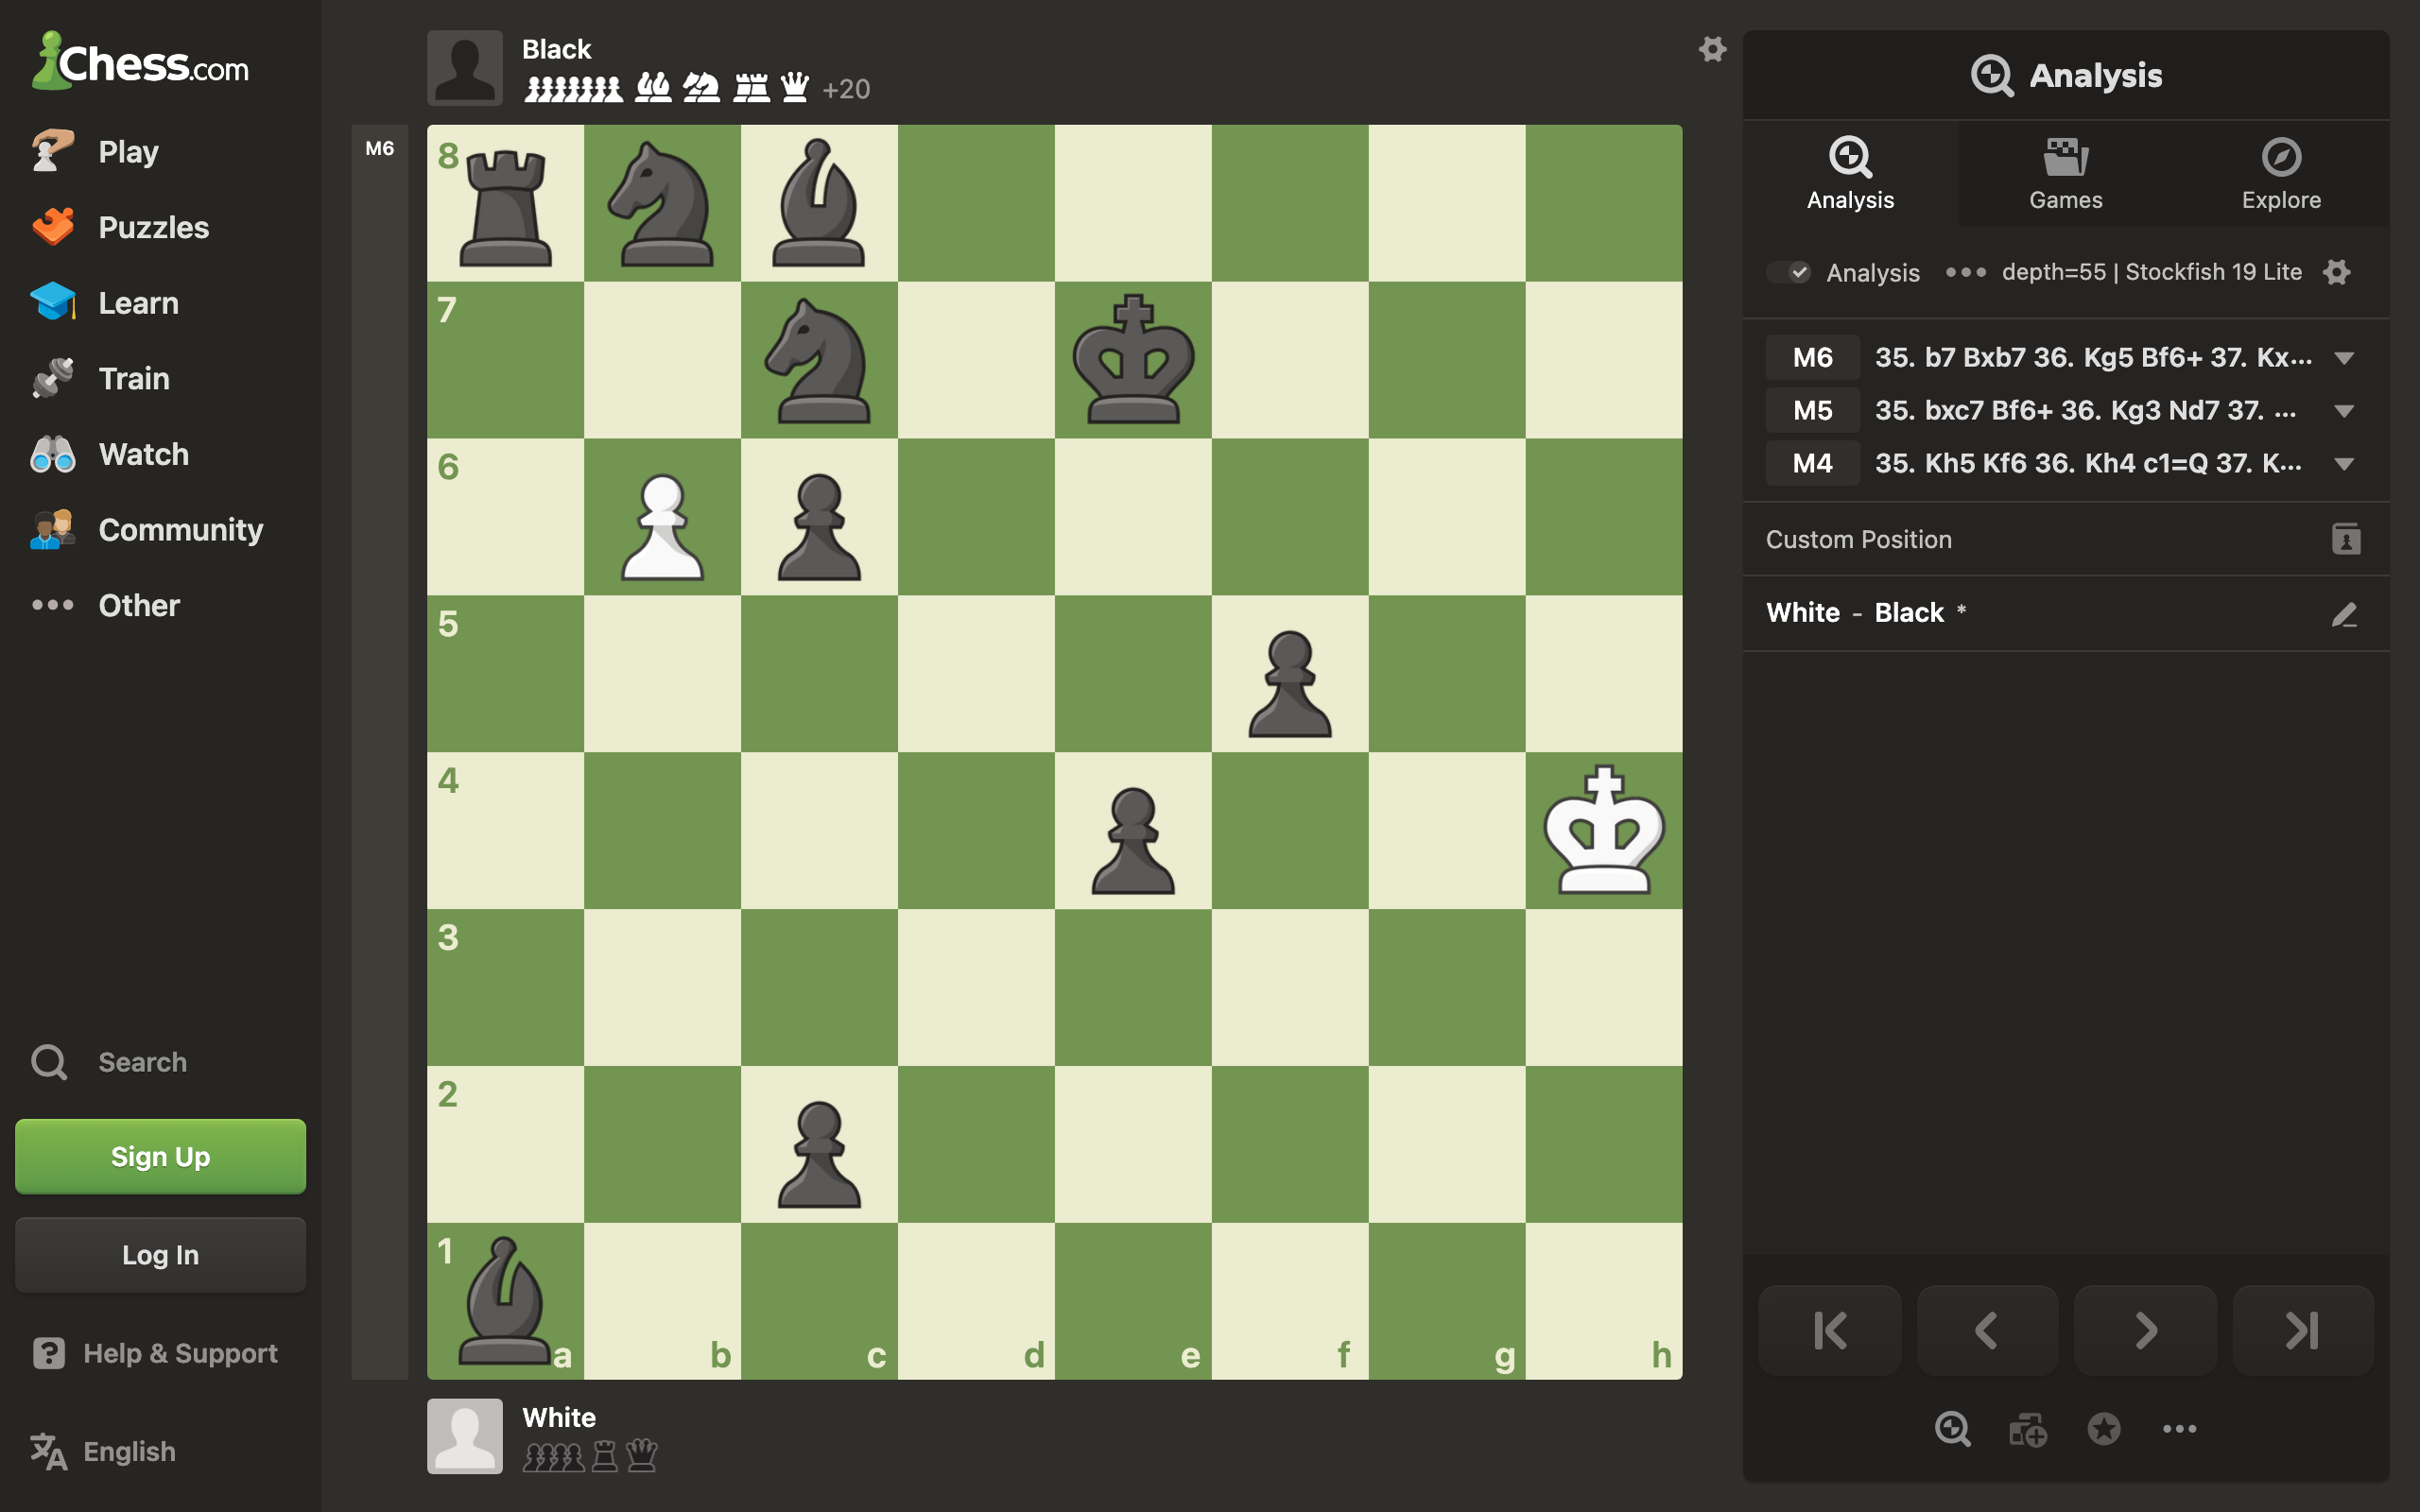 Chess.com
Play
Puzzles
Learn
Train
Watch
Community
Other
Search
Sign Up
Log In
Help & Support
English
Black
+20
M6
8
7
6
5
4
3
2
1
a b c d e f g h
White
Analysis
Analysis
Games
Explore
Analysis depth=55 | Stockfish 19 Lite
M6 35. b7 Bxb7 36. Kg5 Bf6+ 37. Kx...
M5 35. bxc7 Bf6+ 36. Kg3 Nd7 37. ...
M4 35. Kh5 Kf6 36. Kh4 c1=Q 37. K...
Custom Position
White - Black *